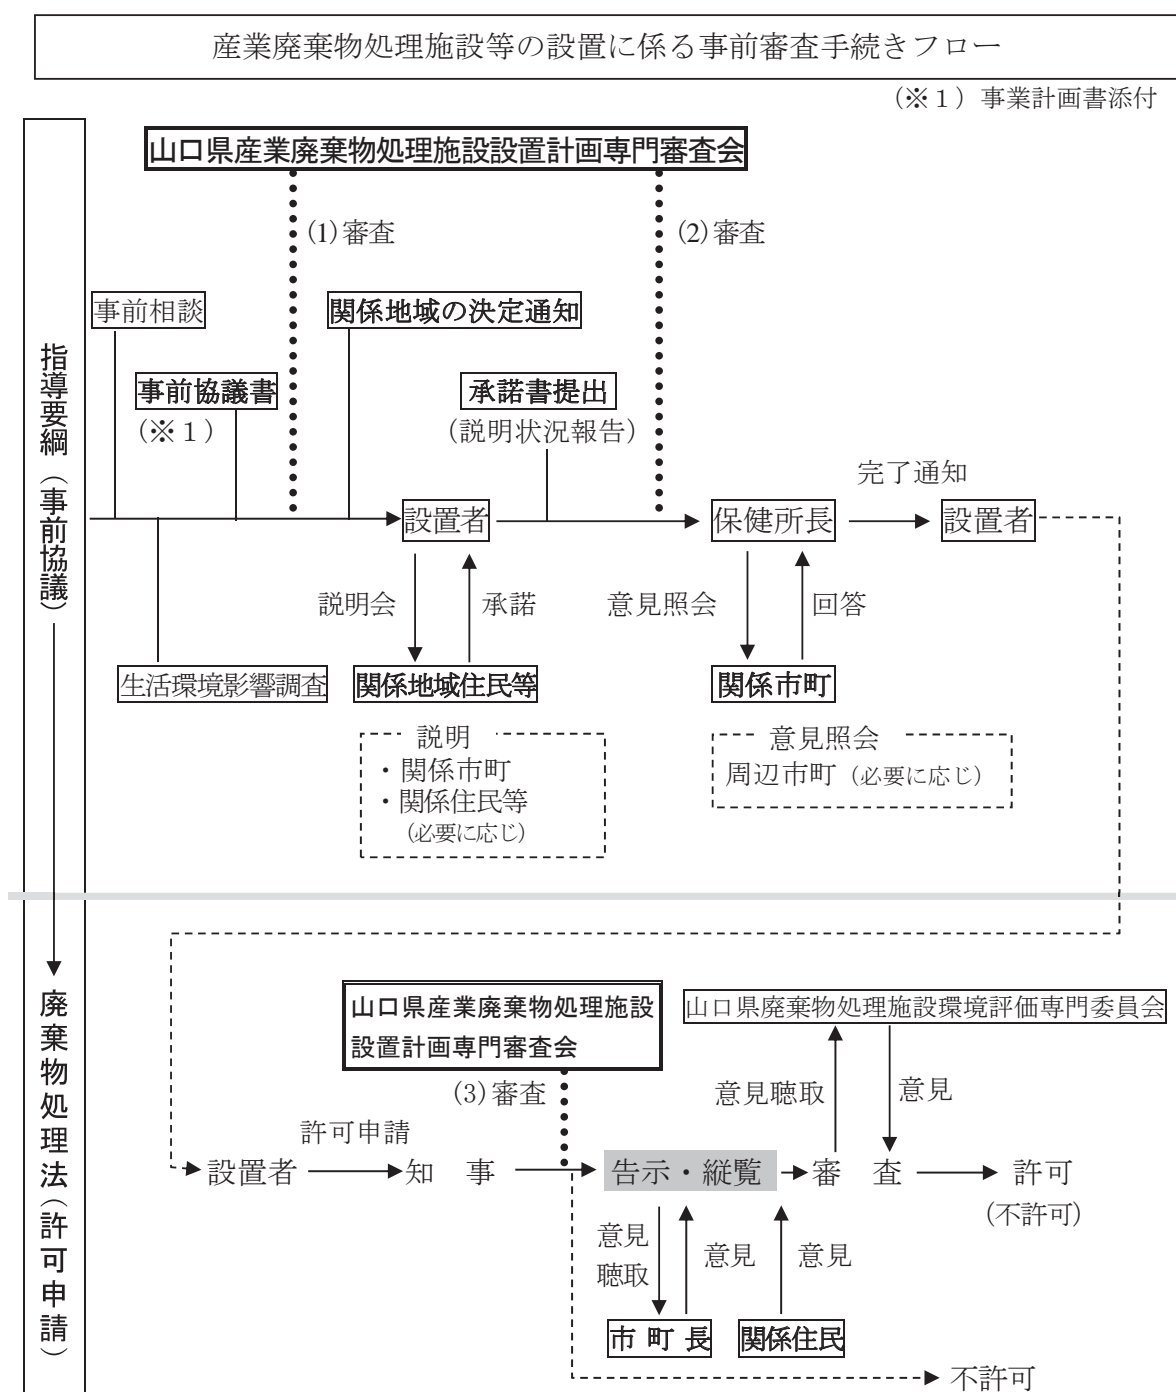 産業廃棄物処理施設等の設置に係る事前審査手続きフロー
（※１）事業計画書添付
山口県産業廃棄物処理施設設置計画専門審査会
(1)審査
(2)審査
事前相談
関係地域の決定通知
事前協議書
（※１）
承諾書提出
（説明状況報告）
指導要綱（事前協議）
完了通知
設置者
保健所長
設置者
説明会
承諾
意見照会
回答
生活環境影響調査
関係地域住民等
関係市町
説明
・関係市町
・関係住民等
（必要に応じ）
意見照会
周辺市町（必要に応じ）
廃棄物処理法（許可申請）
山口県産業廃棄物処理施設
設置計画専門審査会
山口県廃棄物処理施設環境評価専門委員会
(3)審査
意見聴取
意見
許可申請
設置者
知　事
告示・縦覧
審　査
許可
（不許可）
意見
聴取
意見
意見
市 町 長
関係住民
不許可